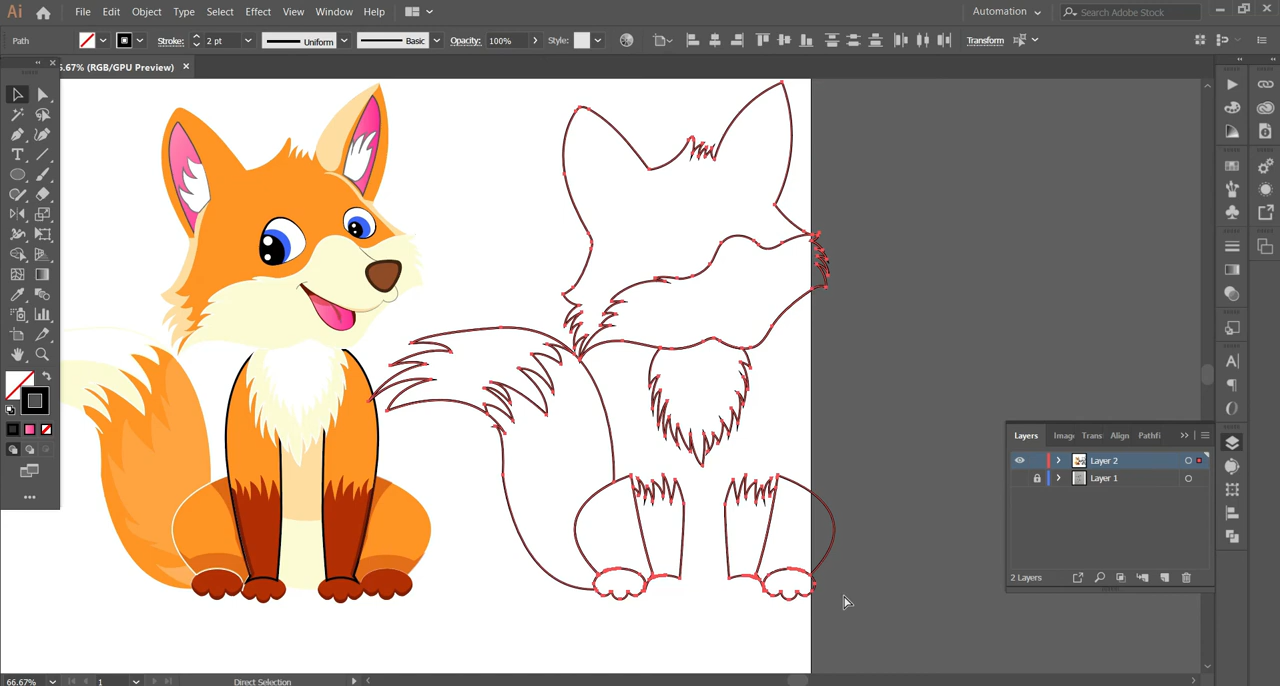 Ai File Edit Object Type Select Effect View Window Help Automation Search Adobe Stock
Path Stroke: 2 pt Uniform Basic Opacity: 100% Style: Transform
6.67% (RGB/GPU Preview) ×
Layers Imag Trans Align Pathfi
Layer 2
Layer 1
2 Layers
66.67% 1 Direct Selection